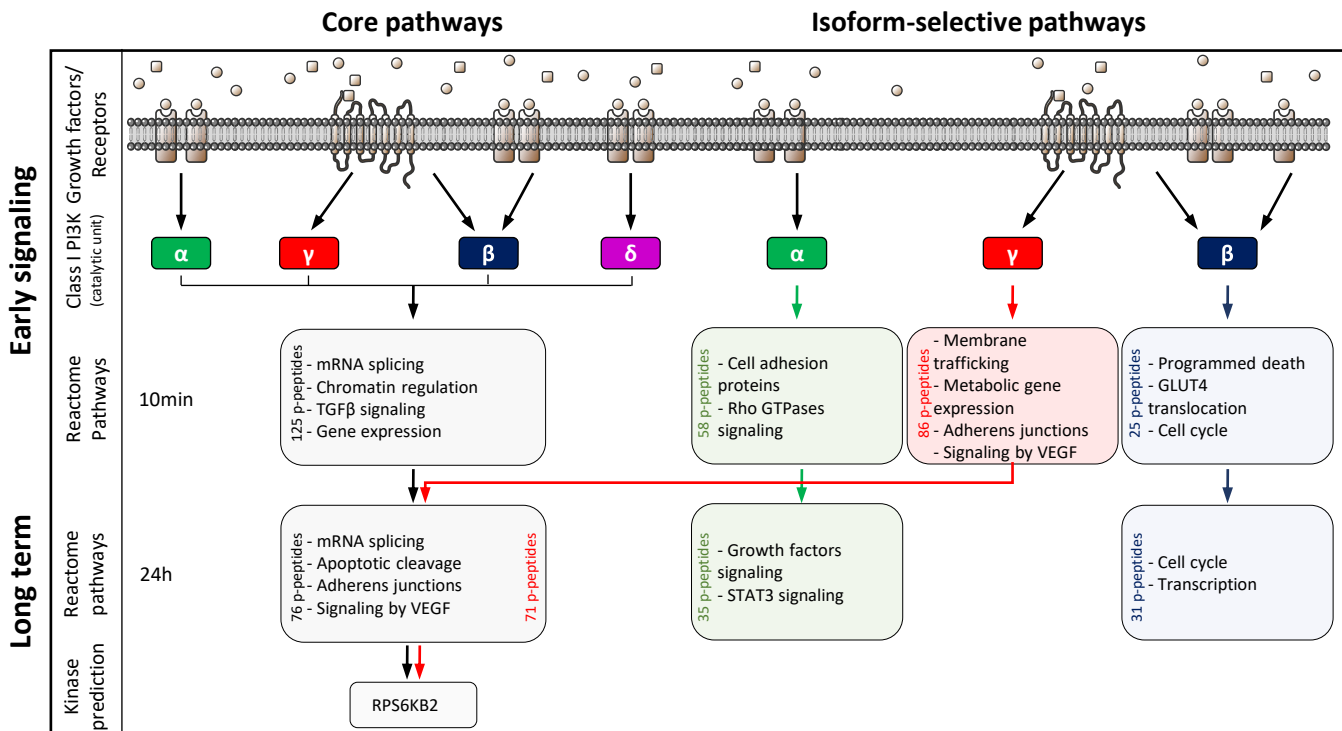 Core pathways
Isoform-selective pathways
Early signaling
Long term
Growth factors/
Receptors
Class I PI3K
(catalytic unit)
α
γ
β
δ
α
γ
β
Reactome
Pathways
10min
125 p-peptides
- mRNA splicing
- Chromatin regulation
- TGFβ signaling
- Gene expression
58 p-peptides
- Cell adhesion
proteins
- Rho GTPases
signaling
86 p-peptides
- Membrane
trafficking
- Metabolic gene
expression
- Adherens junctions
- Signaling by VEGF
25 p-peptides
- Programmed death
- GLUT4
translocation
- Cell cycle
Reactome
pathways
24h
76 p-peptides
- mRNA splicing
- Apoptotic cleavage
- Adherens junctions
- Signaling by VEGF
71 p-peptides
35 p-peptides
- Growth factors
signaling
- STAT3 signaling
31 p-peptides
- Cell cycle
- Transcription
Kinase
prediction
RPS6KB2